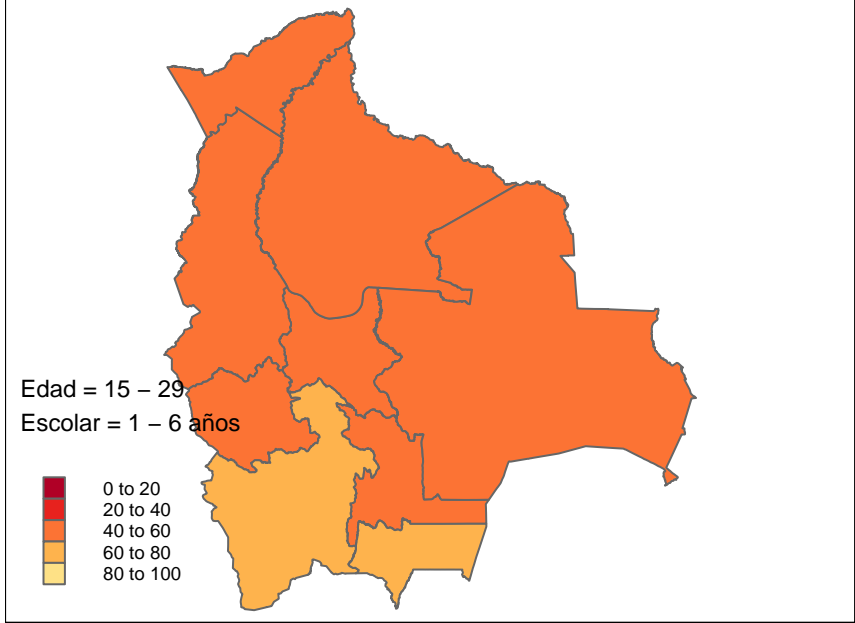 Edad = 15 – 29
Escolar = 1 – 6 años
0 to 20
20 to 40
40 to 60
60 to 80
80 to 100